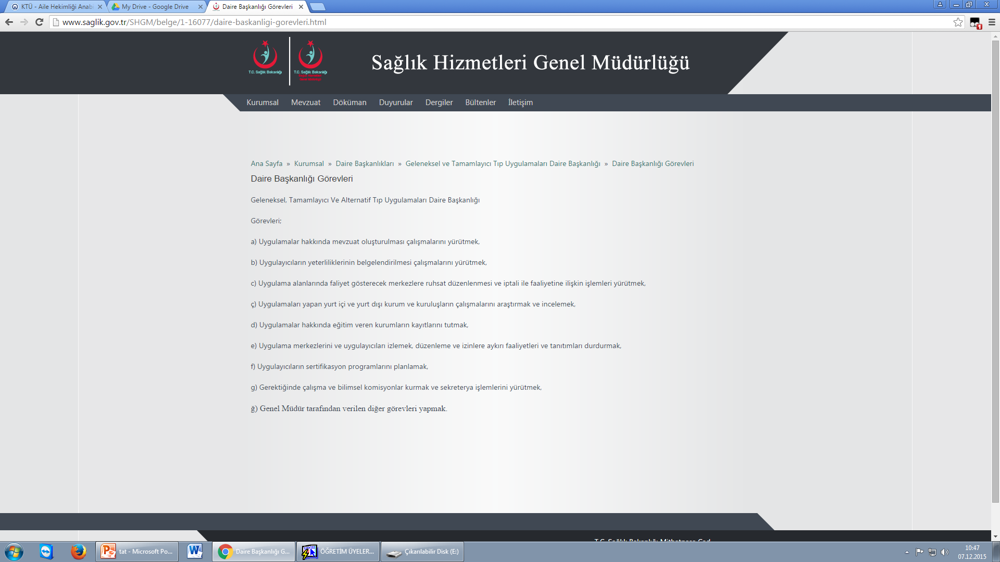 KTÜ - Aile Hekimliği Anabi
My Drive - Google Drive
Daire Başkanlığı Görevleri
www.saglik.gov.tr/SHGM/belge/1-16077/daire-baskanligi-gorevleri.html
1
T.C. Sağlık Bakanlığı
T.C. Sağlık Bakanlığı
Sağlık Hizmetleri Genel Müdürlüğü
Kurumsal Mevzuat Döküman Duyurular Dergiler Bültenler İletişim
Ana Sayfa » Kurumsal » Daire Başkanlıkları » Geleneksel ve Tamamlayıcı Tıp Uygulamaları Daire Başkanlığı » Daire Başkanlığı Görevleri
Daire Başkanlığı Görevleri
Geleneksel, Tamamlayıcı Ve Alternatif Tıp Uygulamaları Daire Başkanlığı
Görevleri;
a) Uygulamalar hakkında mevzuat oluşturulması çalışmalarını yürütmek,
b) Uygulayıcıların yeterliliklerinin belgelendirilmesi çalışmalarını yürütmek,
c) Uygulama alanlarında faliyet gösterecek merkezlere ruhsat düzenlenmesi ve iptali ile faaliyetine ilişkin işlemleri yürütmek,
ç) Uygulamaları yapan yurt içi ve yurt dışı kurum ve kuruluşların çalışmalarını araştırmak ve incelemek,
d) Uygulamalar hakkında eğitim veren kurumların kayıtlarını tutmak,
e) Uygulama merkezlerini ve uygulayıcıları izlemek, düzenleme ve izinlere aykırı faaliyetleri ve tanıtımları durdurmak,
f) Uygulayıcıların sertifikasyon programlarını planlamak,
g) Gerektiğinde çalışma ve bilimsel komisyonlar kurmak ve sekreterya işlemlerini yürütmek,
ğ) Genel Müdür tarafından verilen diğer görevleri yapmak.
T.C. Sağlık Bakanlığı Mithatpaşa Cad.
tat - Microsoft Po...
Daire Başkanlığı G...
ÖĞRETİM ÜYELER...
Çıkarılabilir Disk (E:)
10:47
07.12.2015